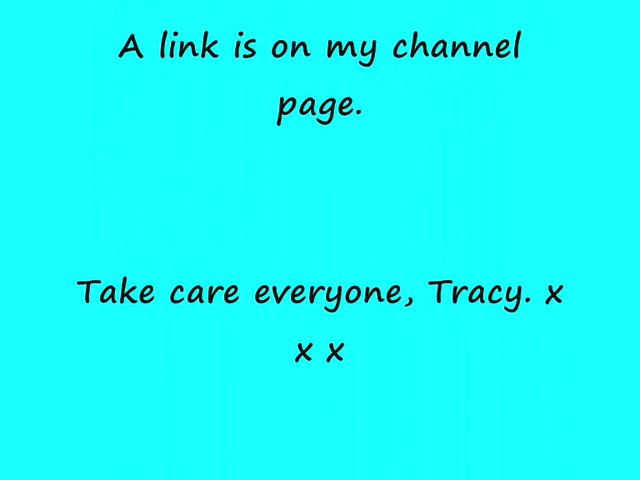 A link is on my channel
page.
Take care everyone, Tracy. x
x x